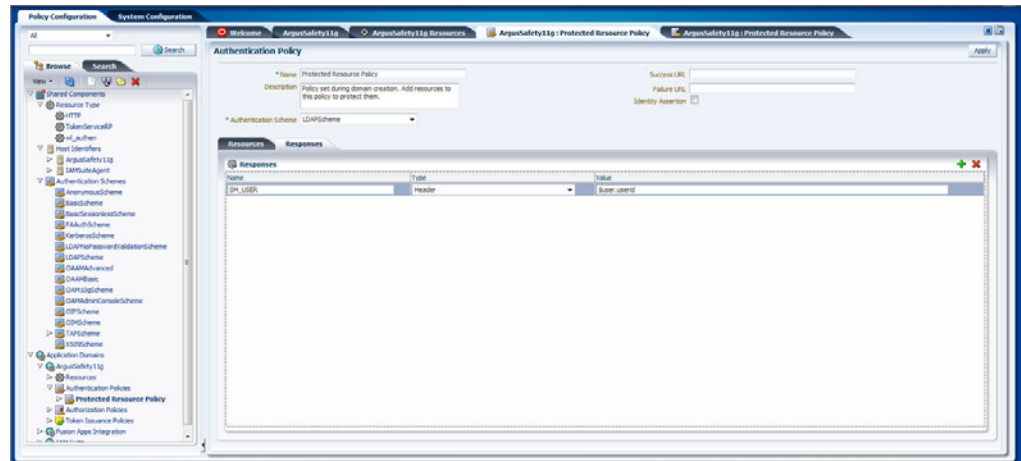 Policy Configuration
System Configuration
All
Search
Browse
Search
View
Shared Components
Resource Type
HTTP
TokenServiceRP
wl_authen
Host Identifiers
ArgusSafety11g
IAMSuiteAgent
Authentication Schemes
AnonymousScheme
BasicScheme
BasicSessionlessScheme
FAAuthScheme
KerberosScheme
LDAPNoPasswordValidationScheme
LDAPScheme
OAAMAdvanced
OAAMBasic
OAM10gScheme
OAMAdminConsoleScheme
OIFScheme
OIMScheme
TAPScheme
X509Scheme
Application Domains
ArgusSafety11g
Resources
Authentication Policies
Protected Resource Policy
Authorization Policies
Token Issuance Policies
Fusion Apps Integration
Welcome
ArgusSafety11g
ArgusSafety11g Resources
ArgusSafety11g : Protected Resource Policy
ArgusSafety11g : Protected Resource Policy
Authentication Policy
Apply
* Name Protected Resource Policy
Description Policy set during domain creation. Add resources to
this policy to protect them.
* Authentication Scheme LDAPScheme
Success URL
Failure URL
Identity Assertion
Resources
Responses
Responses
Name Type Value
SM_USER Header $user.userid